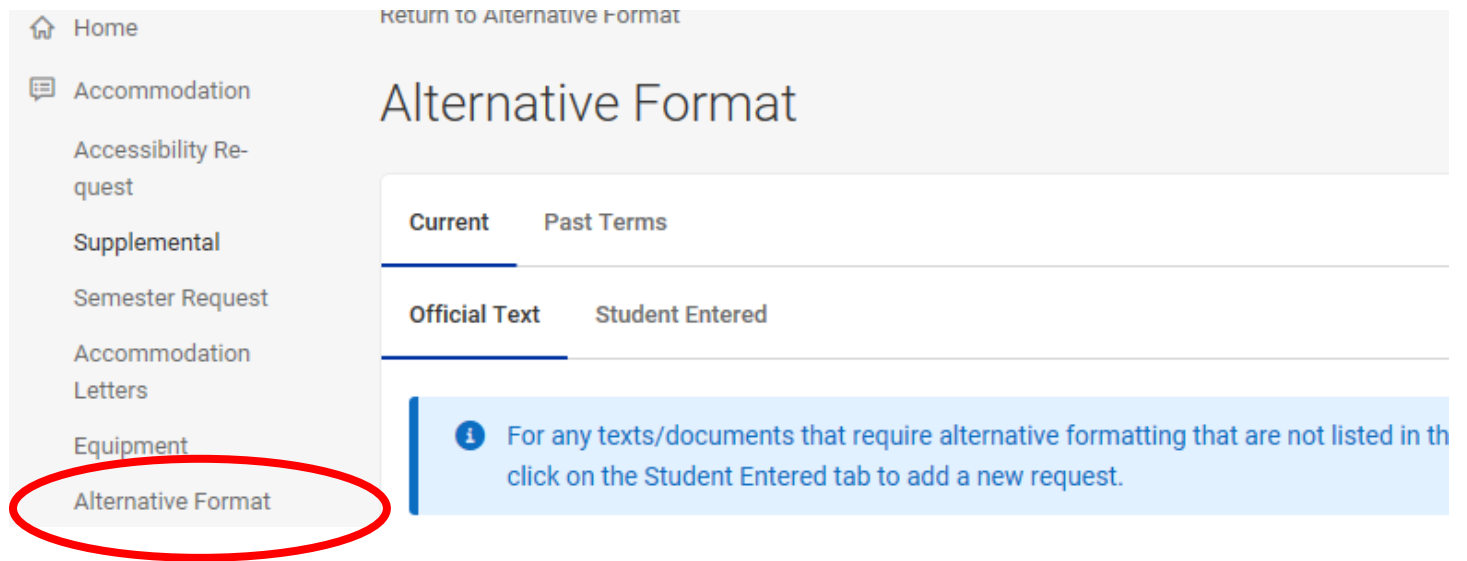 Home
Accommodation
Accessibility Re-
quest
Supplemental
Semester Request
Accommodation
Letters
Equipment
Alternative Format
Return to Alternative Format
Alternative Format
Current Past Terms
Official Text Student Entered
For any texts/documents that require alternative formatting that are not listed in th
click on the Student Entered tab to add a new request.